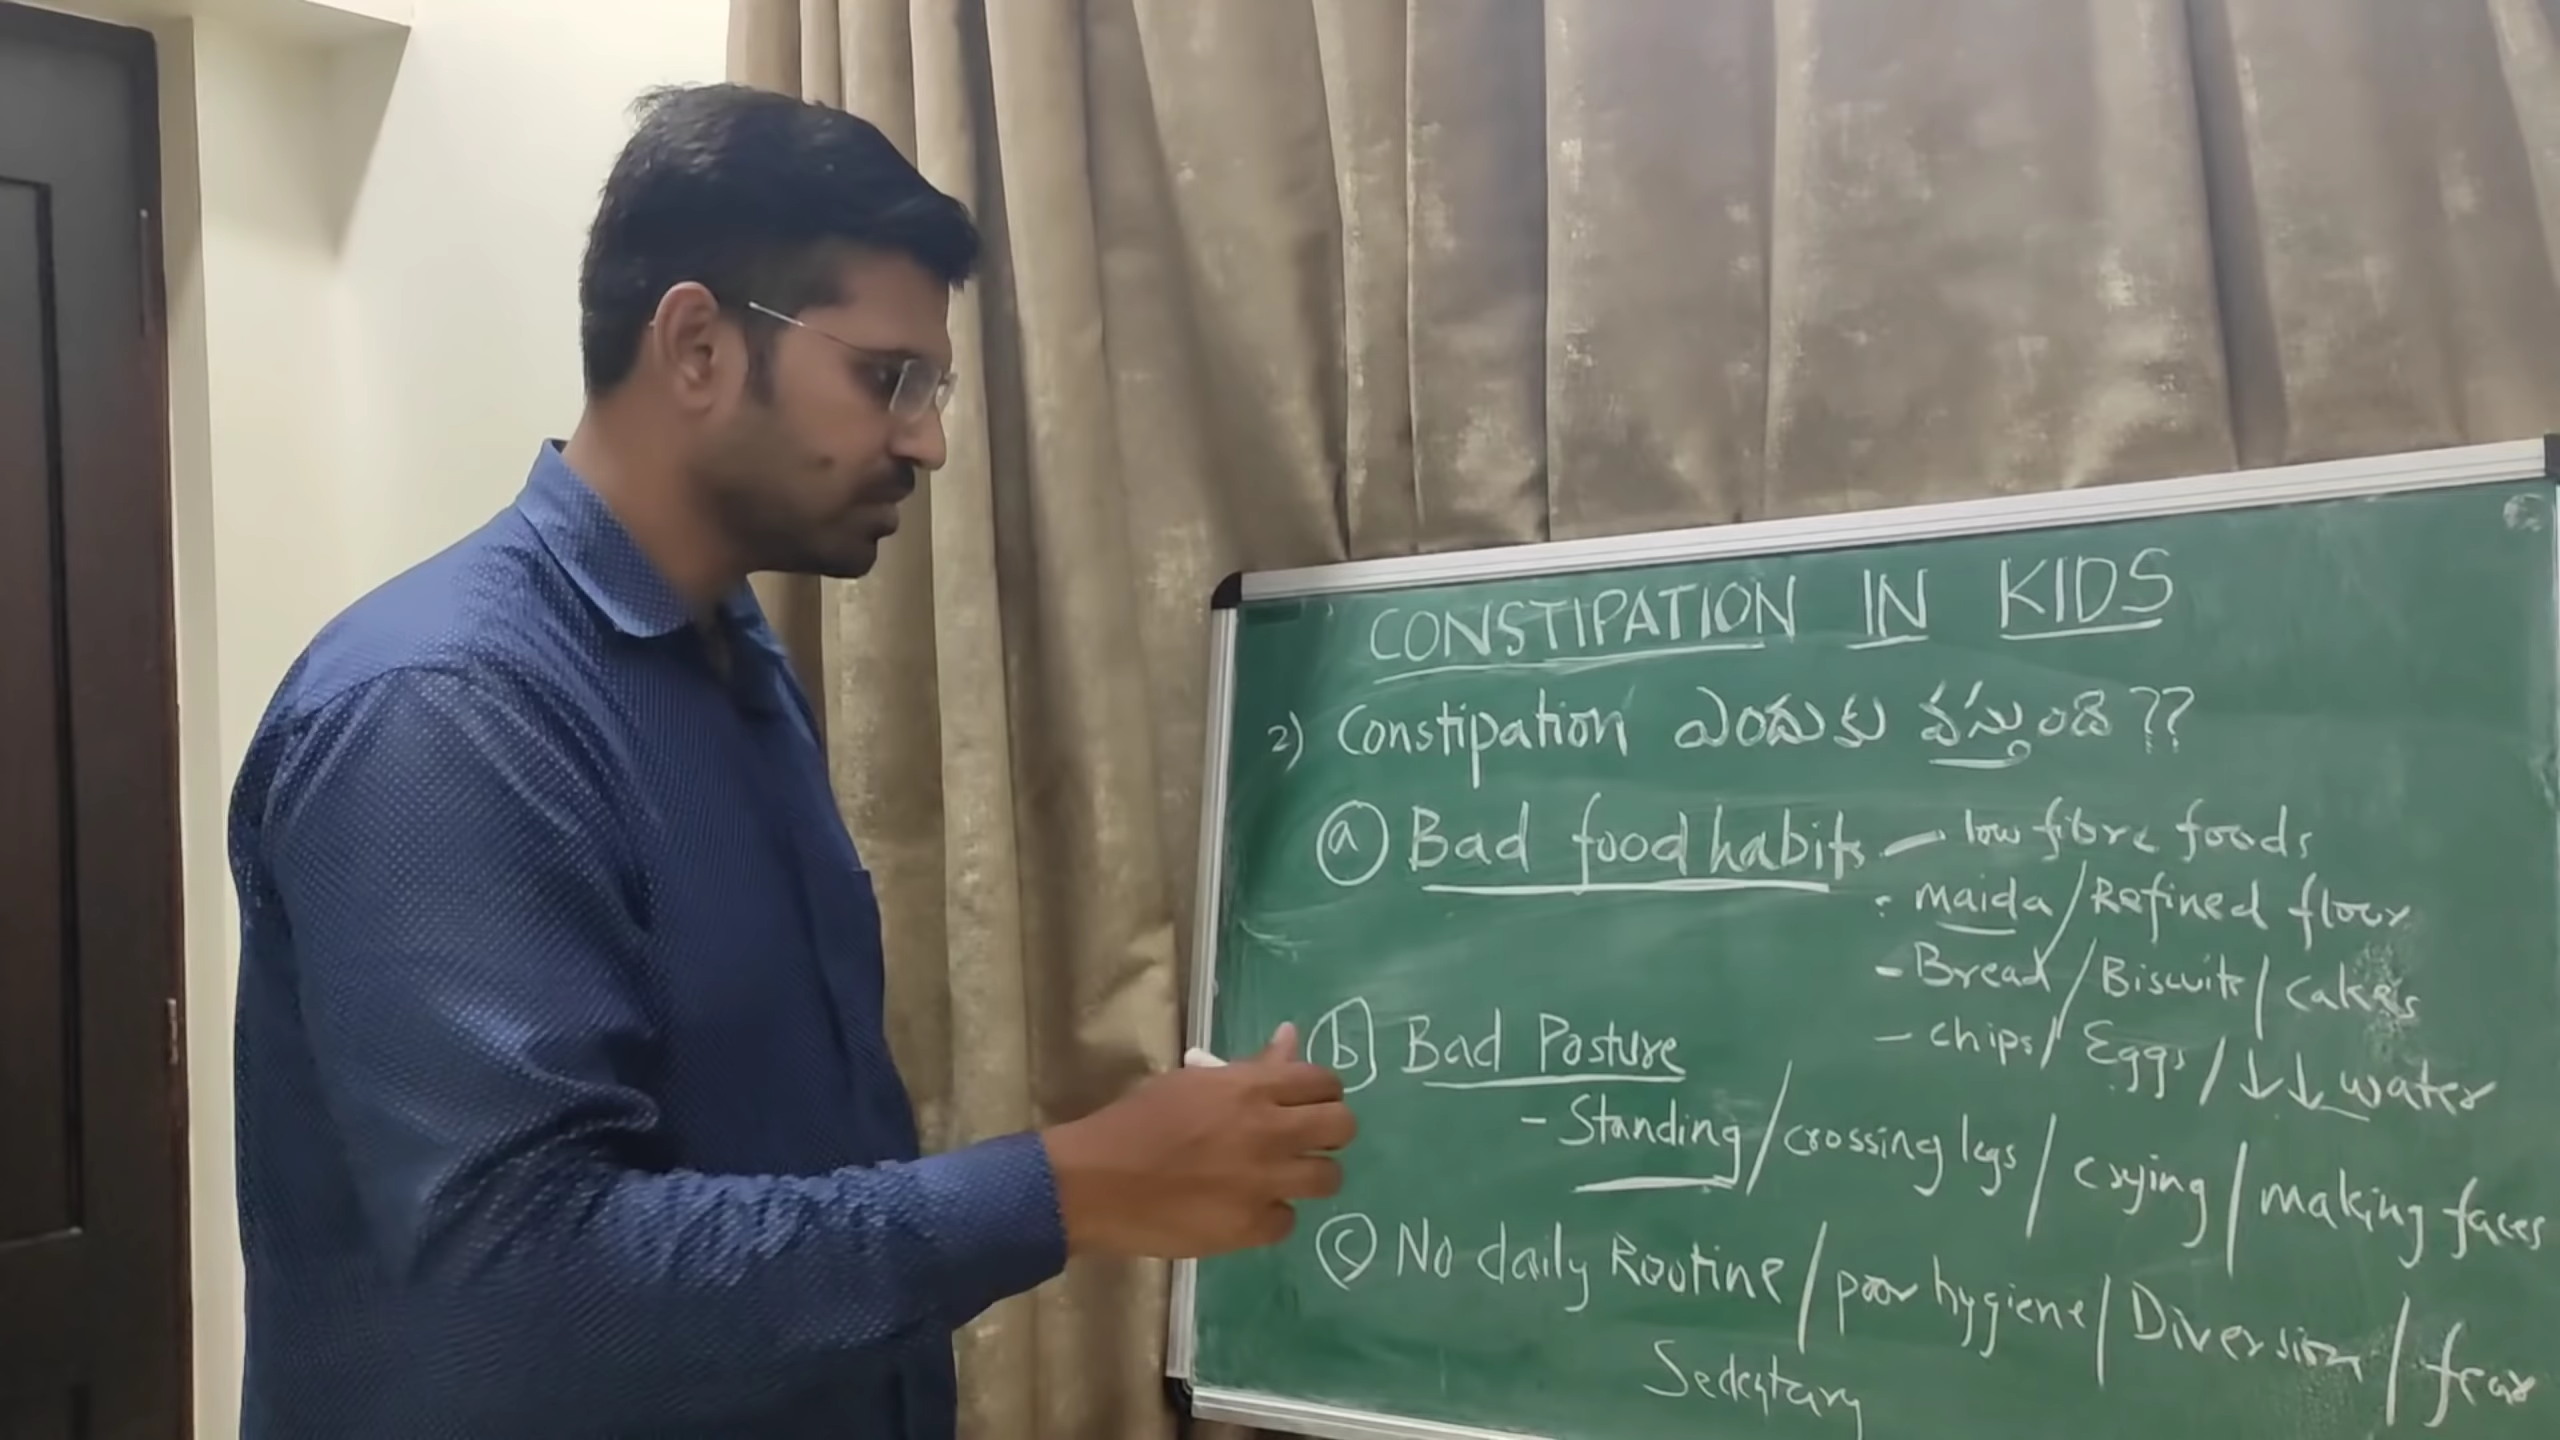 CONSTIPATION IN KIDS
2) Constipation ఎందుకు వస్తుంది ??
a Bad food habits - low fibre foods
- maida / Refined flour
- Bread / Biscuits / Cakes
- chips / Eggs / ↓↓ water
b Bad Posture
- Standing / crossing legs / crying / making faces
c No daily Routine / poor hygiene / Diversion / fear
Sedentary